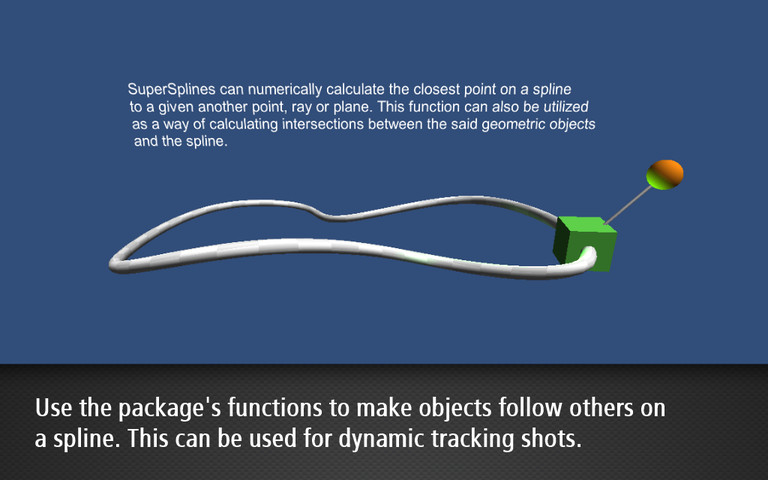 SuperSplines can numerically calculate the closest point on a spline
to a given another point, ray or plane. This function can also be utilized
as a way of calculating intersections between the said geometric objects
and the spline.
Use the package's functions to make objects follow others on
a spline. This can be used for dynamic tracking shots.